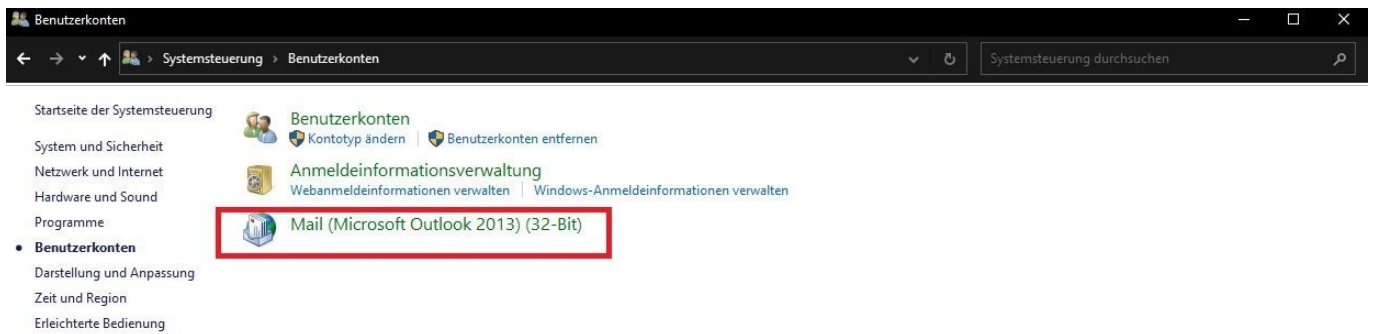 Benutzerkonten
Systemsteuerung > Benutzerkonten
Systemsteuerung durchsuchen
Startseite der Systemsteuerung
System und Sicherheit
Netzwerk und Internet
Hardware und Sound
Programme
Benutzerkonten
Darstellung und Anpassung
Zeit und Region
Erleichterte Bedienung
Benutzerkonten
Kontotyp ändern | Benutzerkonten entfernen
Anmeldeinformationsverwaltung
Webanmeldeinformationen verwalten | Windows-Anmeldeinformationen verwalten
Mail (Microsoft Outlook 2013) (32-Bit)